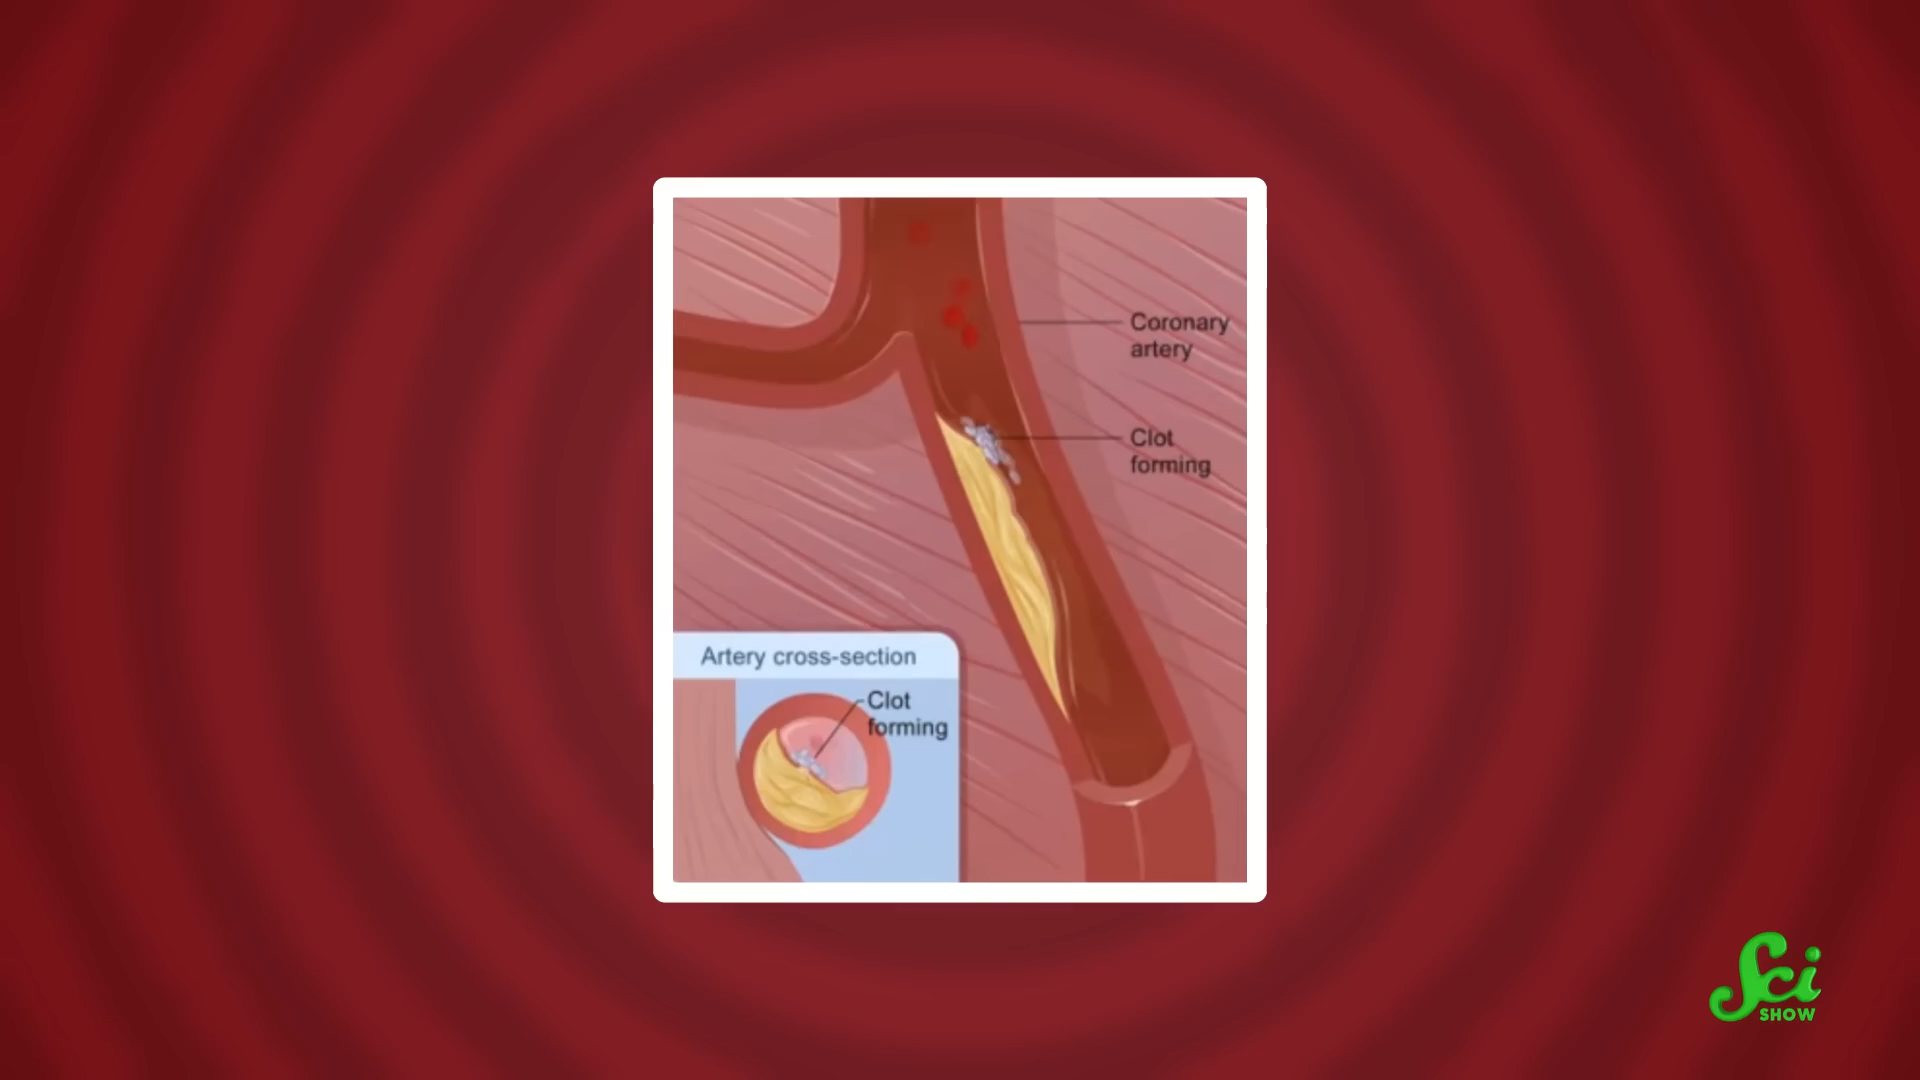 Coronary
artery
Clot
forming
Artery cross-section
Clot
forming
Sci
SHOW